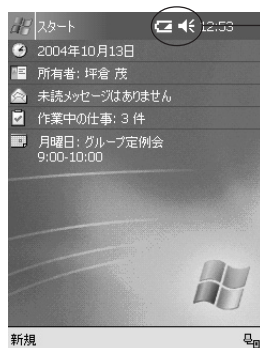 スタート 12:53
2004年10月13日
所有者: 坪倉 茂
未読メッセージはありません
作業中の仕事: 3 件
月曜日: グループ定例会
9:00-10:00
新規